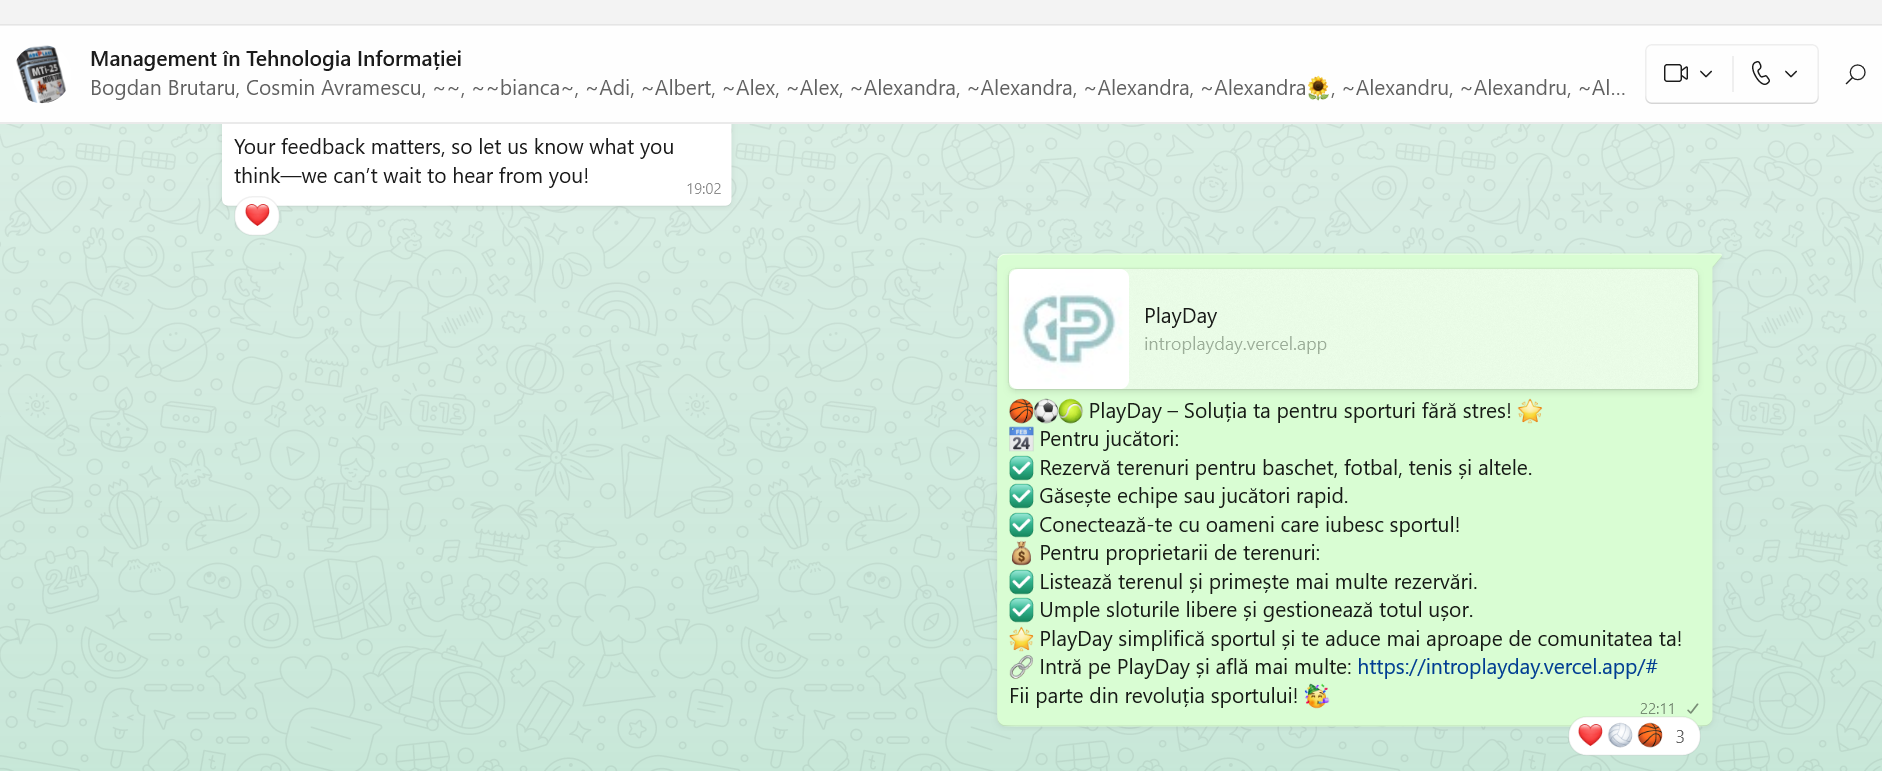 Management în Tehnologia Informației
Bogdan Brutaru, Cosmin Avramescu, ~~, ~~bianca~, ~Adi, ~Albert, ~Alex, ~Alex, ~Alexandra, ~Alexandra, ~Alexandra, ~Alexandra🌻, ~Alexandru, ~Alexandru, ~Al...
MTI-25
Your feedback matters, so let us know what you
think—we can’t wait to hear from you!
19:02
❤️
PlayDay
introplayday.vercel.app
🏀⚽🎾 PlayDay – Soluția ta pentru sporturi fără stres! 🌟
📅 Pentru jucători:
✅ Rezervă terenuri pentru baschet, fotbal, tenis și altele.
✅ Găsește echipe sau jucători rapid.
✅ Conectează-te cu oameni care iubesc sportul!
💰 Pentru proprietarii de terenuri:
✅ Listează terenul și primește mai multe rezervări.
✅ Umple sloturile libere și gestionează totul ușor.
🌟 PlayDay simplifică sportul și te aduce mai aproape de comunitatea ta!
🔗 Intră pe PlayDay și află mai multe: https://introplayday.vercel.app/#
Fii parte din revoluția sportului! 🥳
22:11 ✓
❤️🏐🏀 3